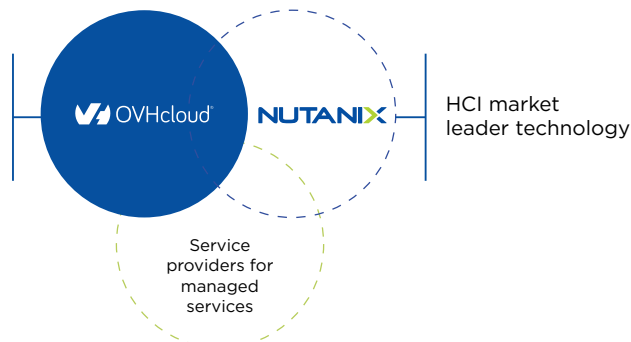 OVHcloud®
NUTANIX
HCI market
leader technology
Service
providers for
managed
services